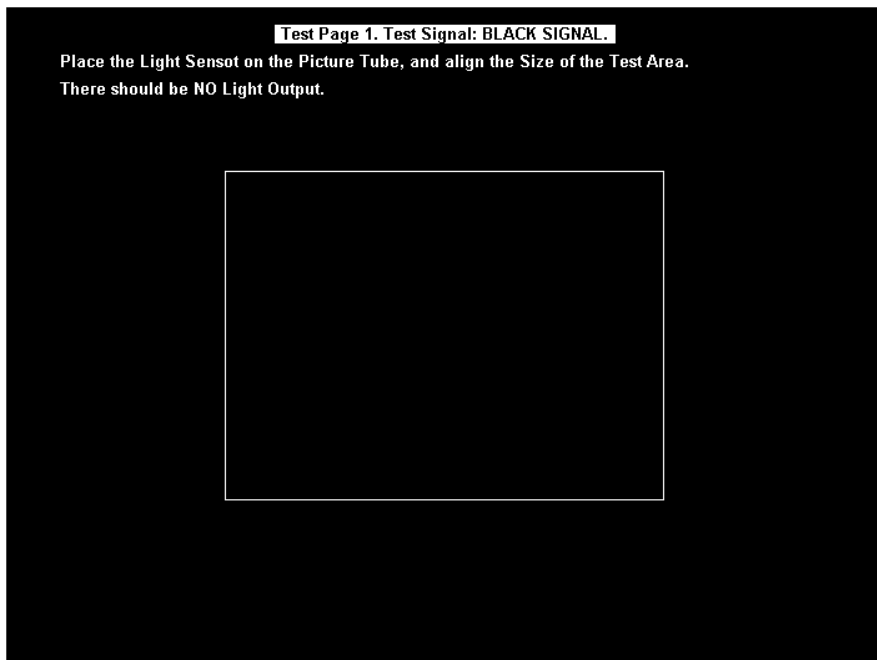 Test Page 1. Test Signal: BLACK SIGNAL.
Place the Light Sensot on the Picture Tube, and align the Size of the Test Area.
There should be NO Light Output.